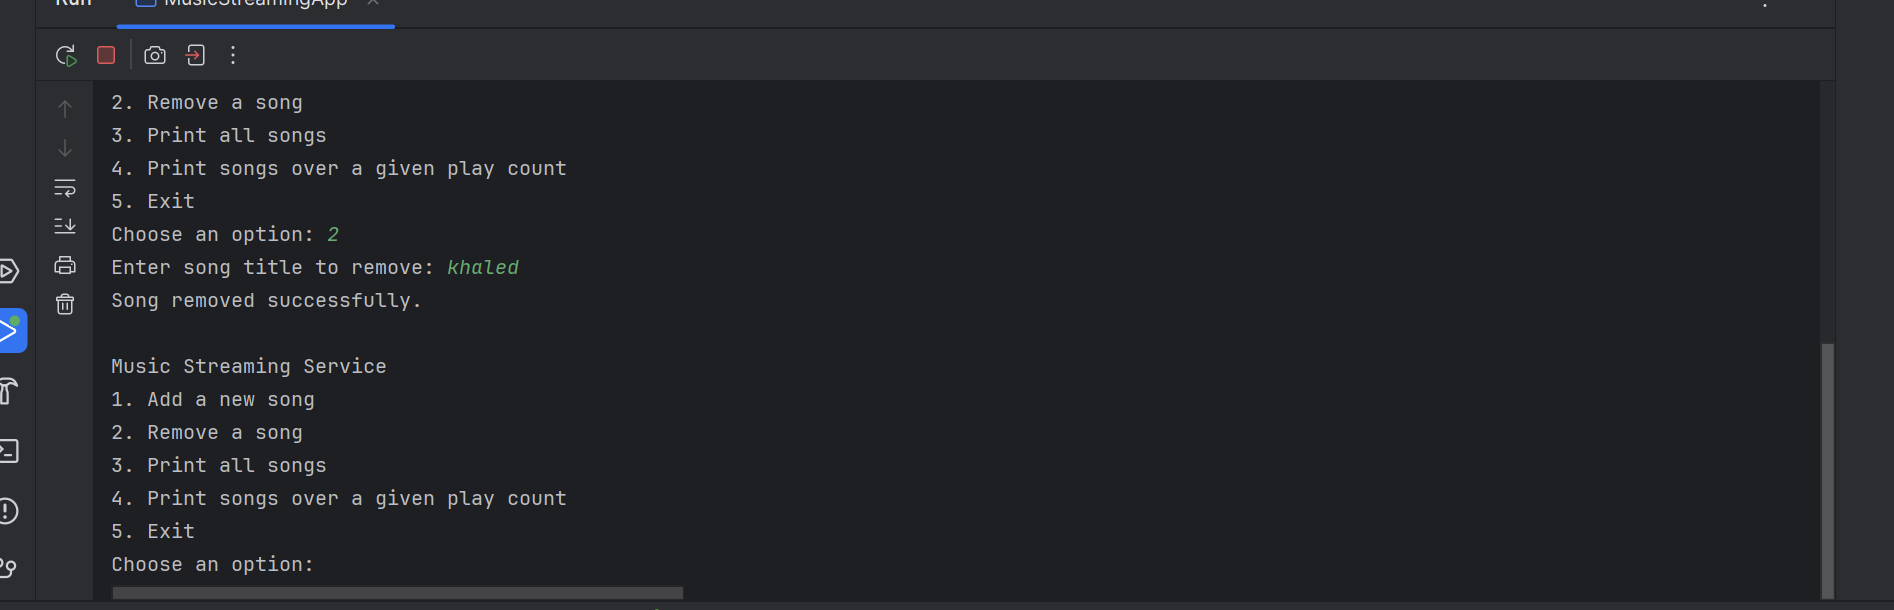 Run MusicStreamingApp
2. Remove a song
3. Print all songs
4. Print songs over a given play count
5. Exit
Choose an option: 2
Enter song title to remove: khaled
Song removed successfully.
Music Streaming Service
1. Add a new song
2. Remove a song
3. Print all songs
4. Print songs over a given play count
5. Exit
Choose an option: